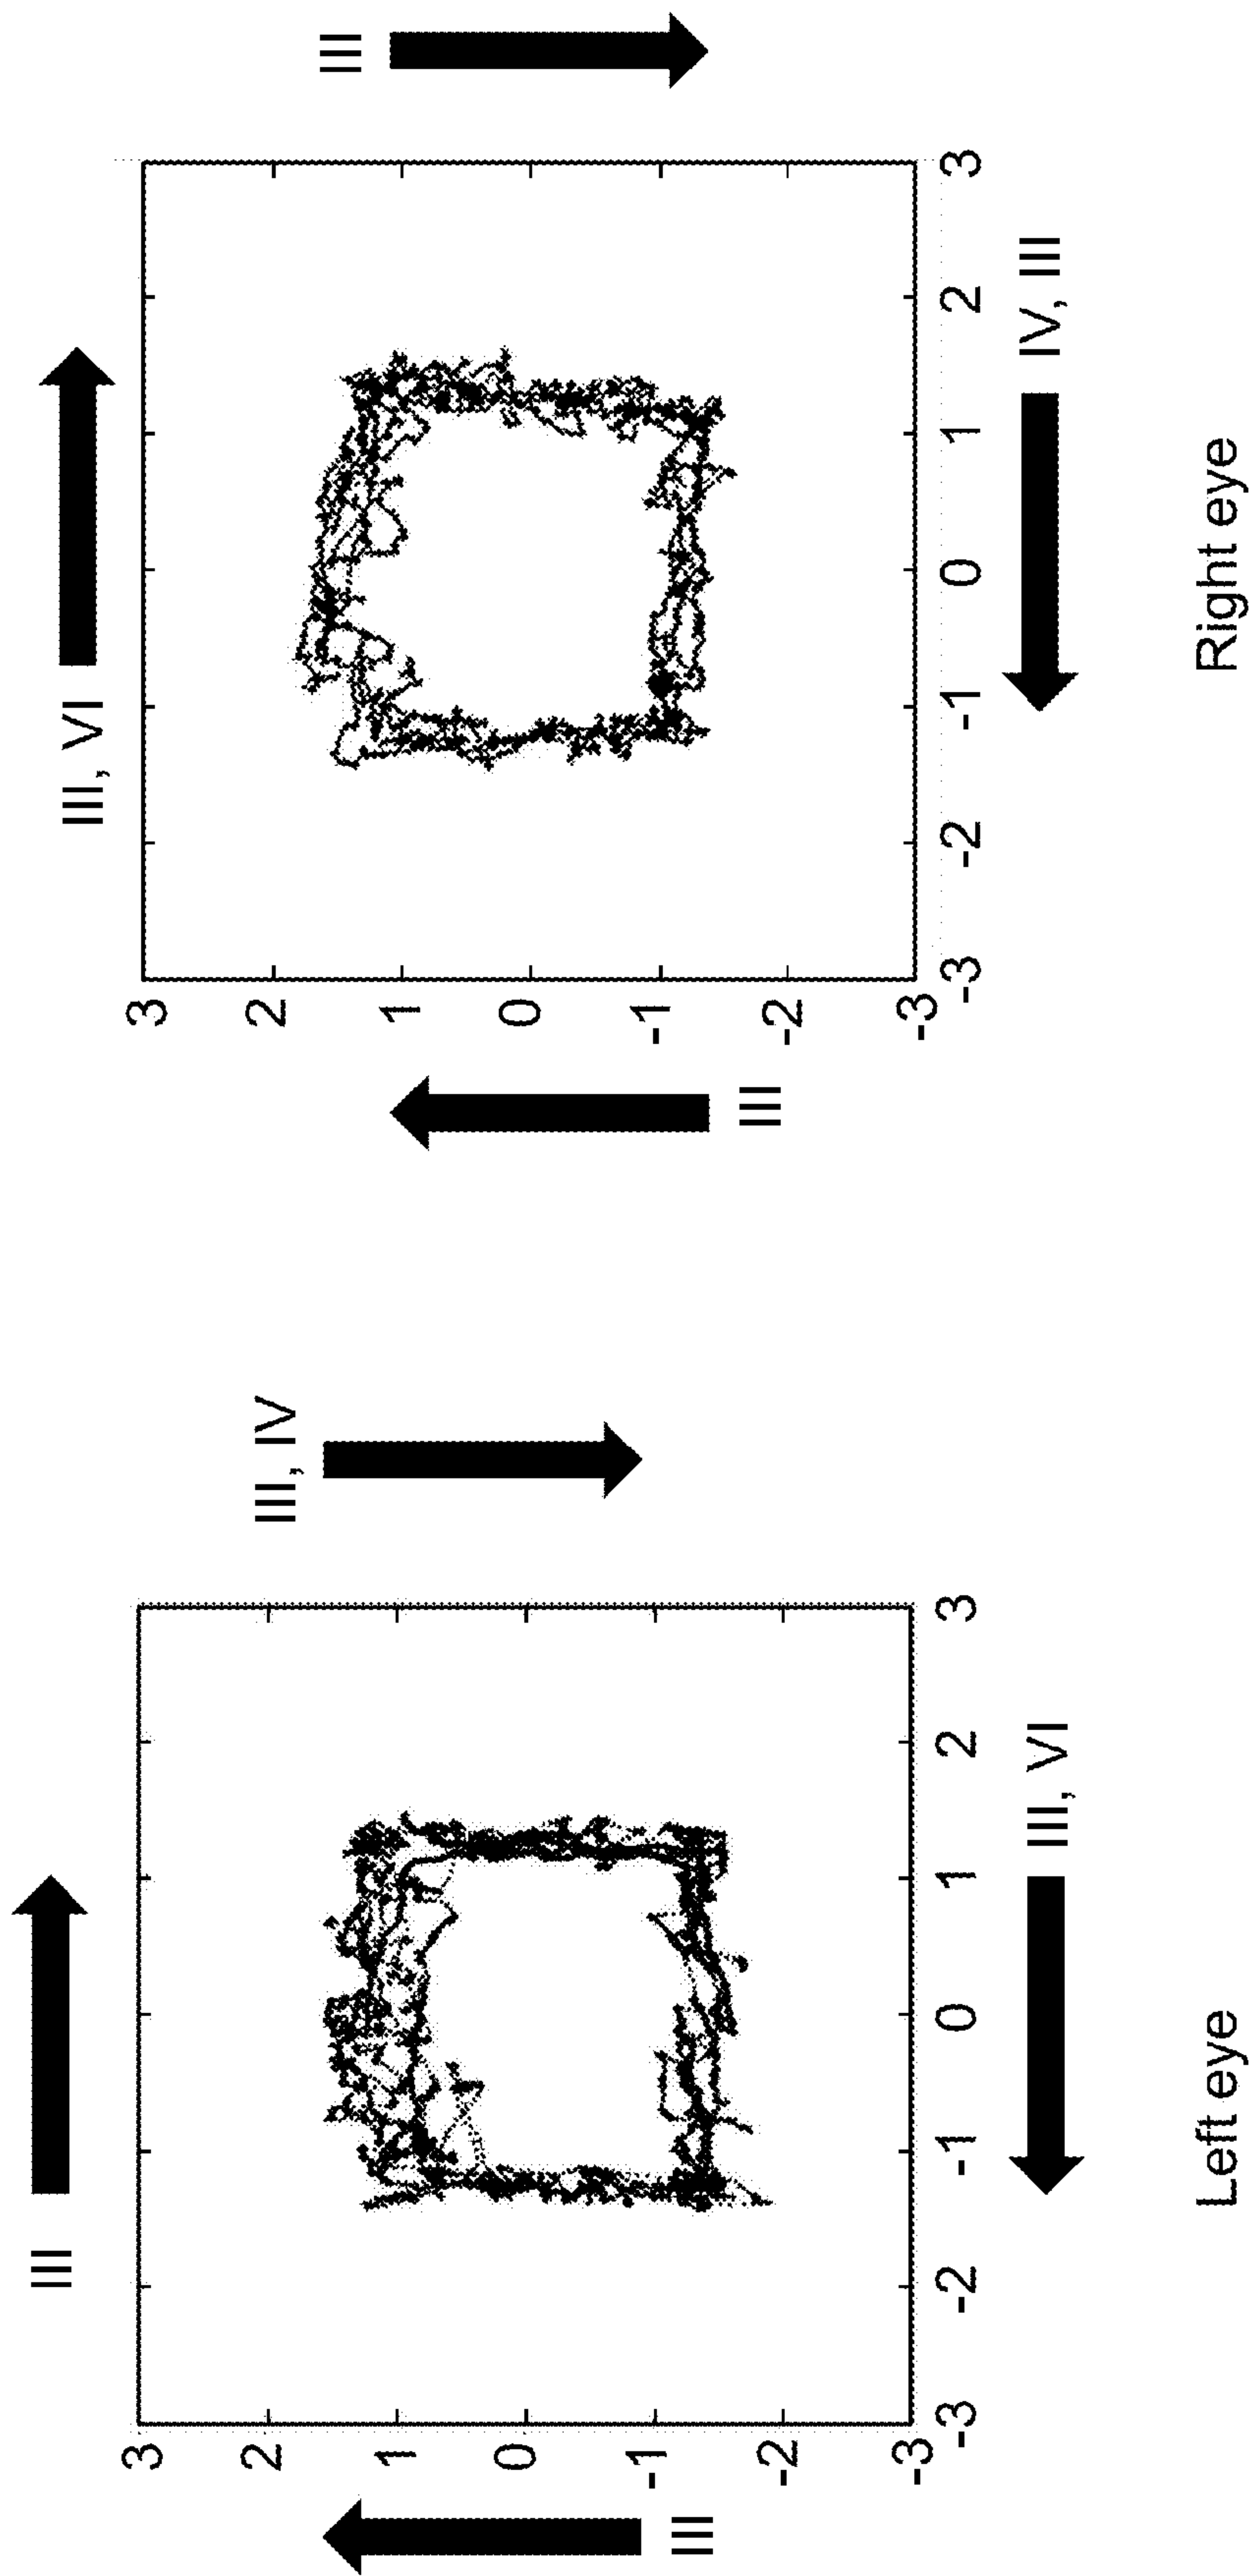 III
3
2
1
0
-1
-2
-3
III
III, IV
-3 -2 -1 0 1 2 3
III, VI
Left eye
III, VI
3
2
1
0
-1
-2
-3
III
III
-3 -2 -1 0 1 2 3
IV, III
Right eye